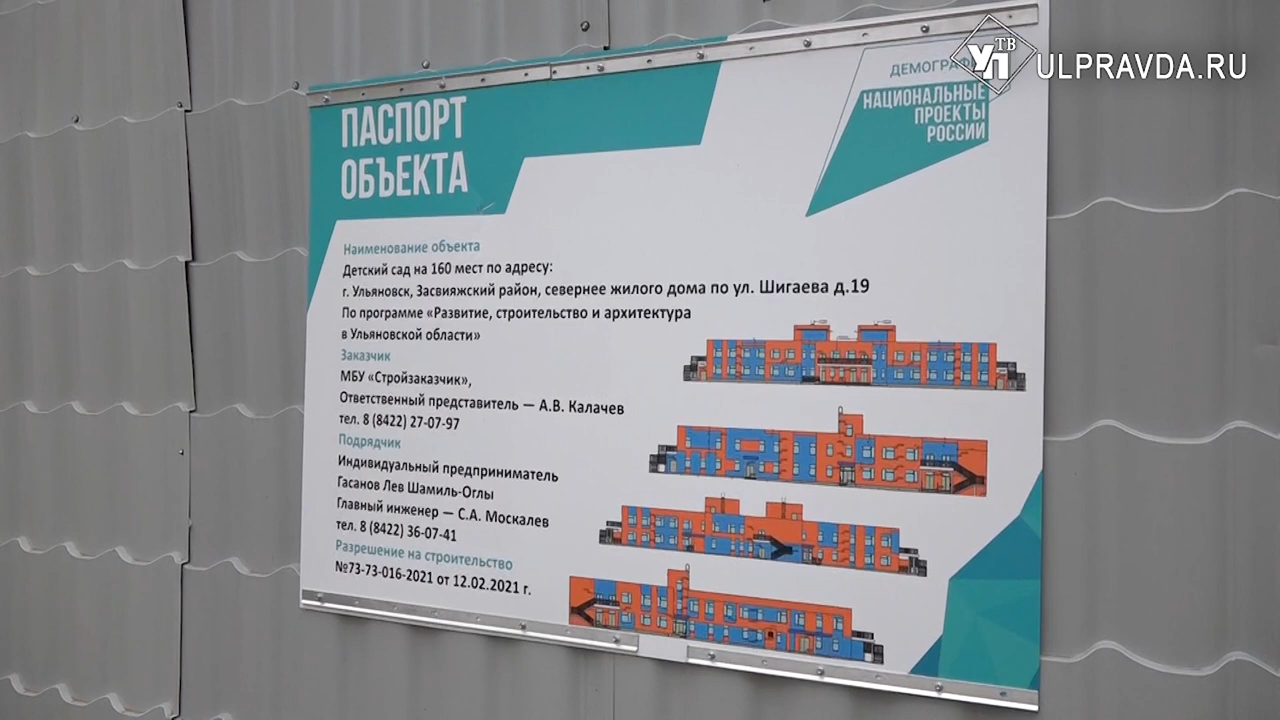 УП ТВ
ULPRAVDA.RU
НАЦИОНАЛЬНЫЕ
ПРОЕКТЫ
РОССИИ
ПАСПОРТ
ОБЪЕКТА
Наименование объекта
Детский сад на 160 мест по адресу:
г. Ульяновск, Засвияжский район, севернее жилого дома по ул. Шигаева д.19
По программе «Развитие, строительство и архитектура
в Ульяновской области»
Заказчик
МБУ «Стройзаказчик»,
Ответственный представитель — А.В. Калачев
тел. 8 (8422) 27-07-97
Подрядчик
Индивидуальный предприниматель
Гасанов Лев Шамиль-Оглы
Главный инженер — С.А. Москалев
тел. 8 (8422) 36-07-41
Разрешение на строительство
№73-73-016-2021 от 12.02.2021 г.